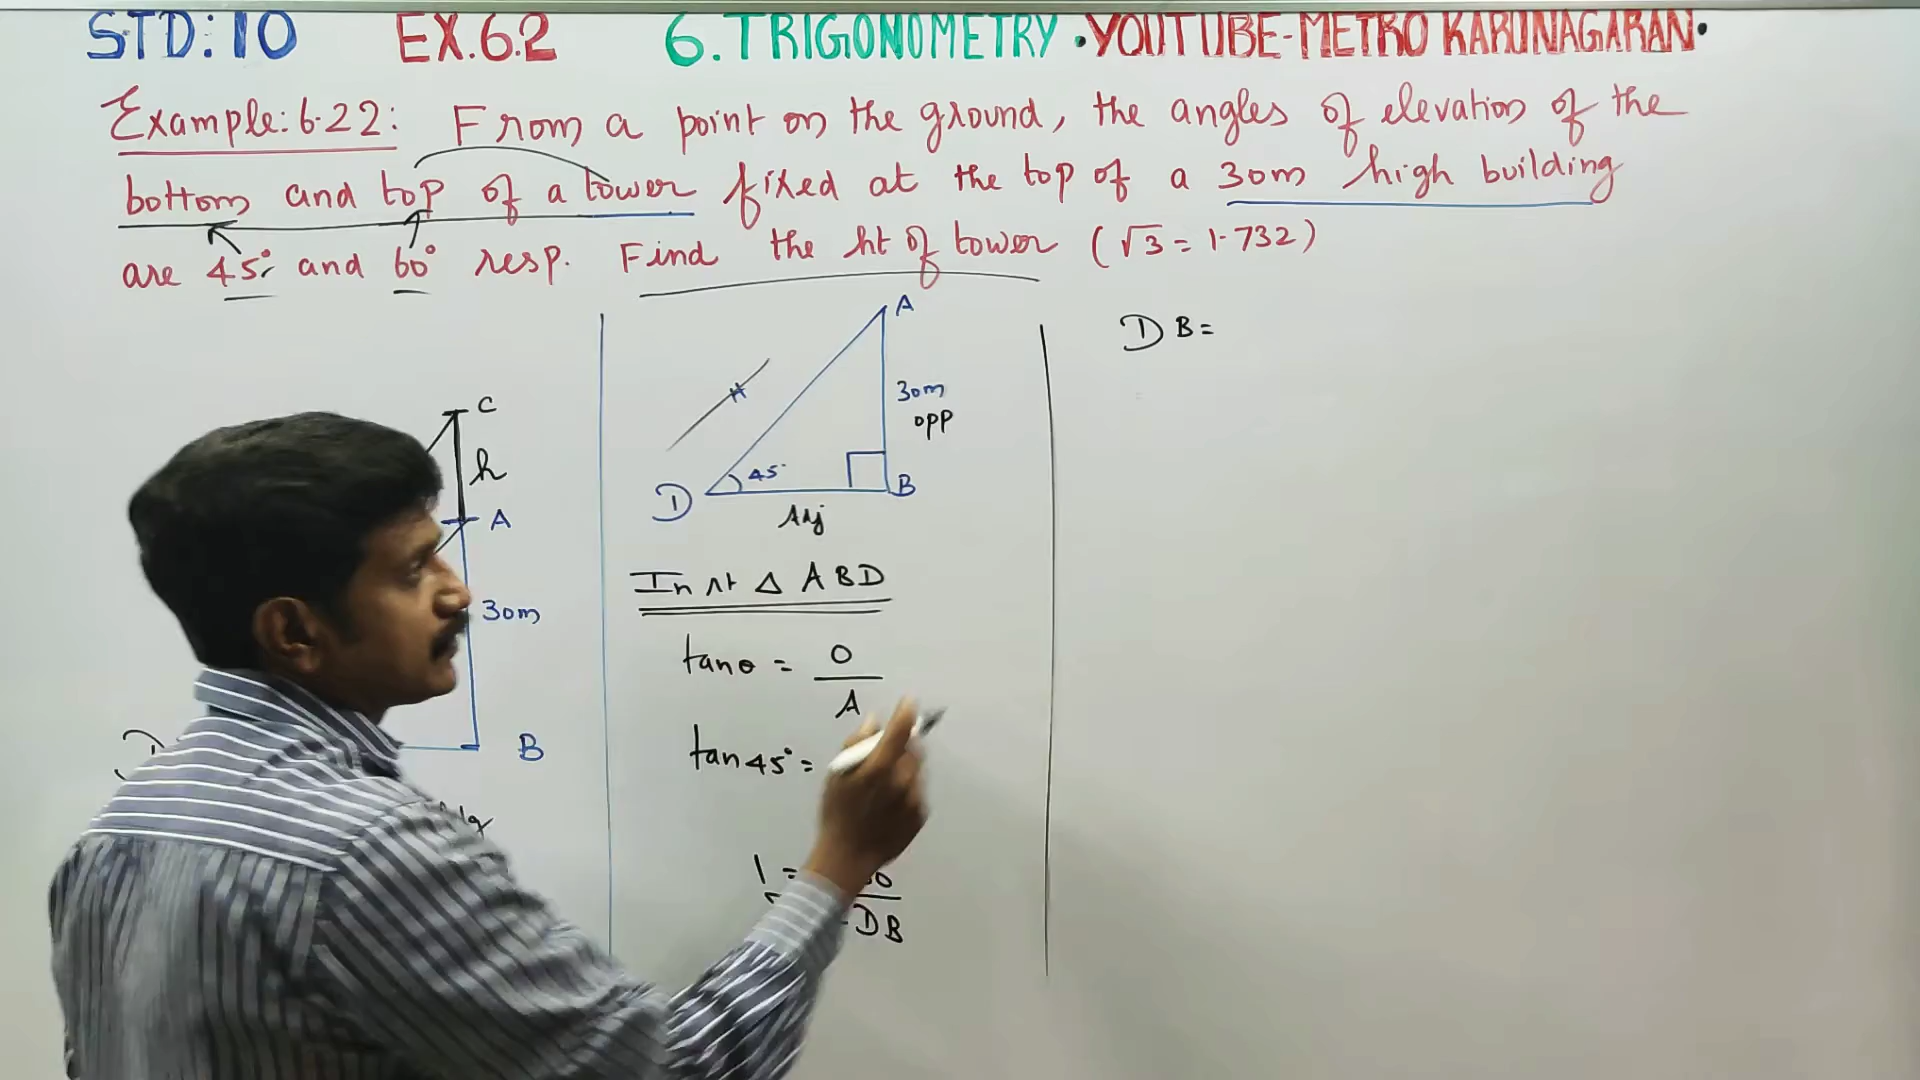 STD:10 EX.6.2 6.TRIGONOMETRY •YOUTUBE-METRO KARUNAGARAN•
Example:6.22: From a point on the ground, the angles of elevation of the
bottom and top of a tower fixed at the top of a 30m high building
are 45° and 60° resp. Find the ht of tower (√3 = 1.732)
C
h
A
30m
B
A
30m
opp
45°
D
B
Adj
In rt Δ ABD
tanθ = O
A
tan45° =
1 =
DB
DB =